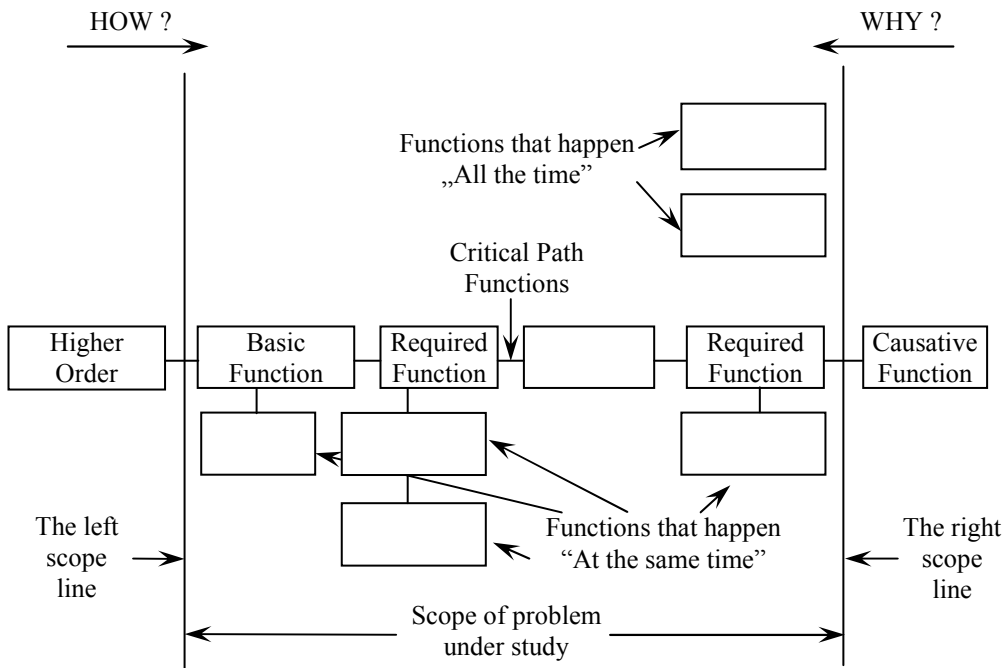 HOW ?
WHY ?
Functions that happen
„All the time”
Critical Path
Functions
Higher
Order
Basic
Function
Required
Function
Required
Function
Causative
Function
The left
scope
line
Functions that happen
“At the same time”
The right
scope
line
Scope of problem
under study